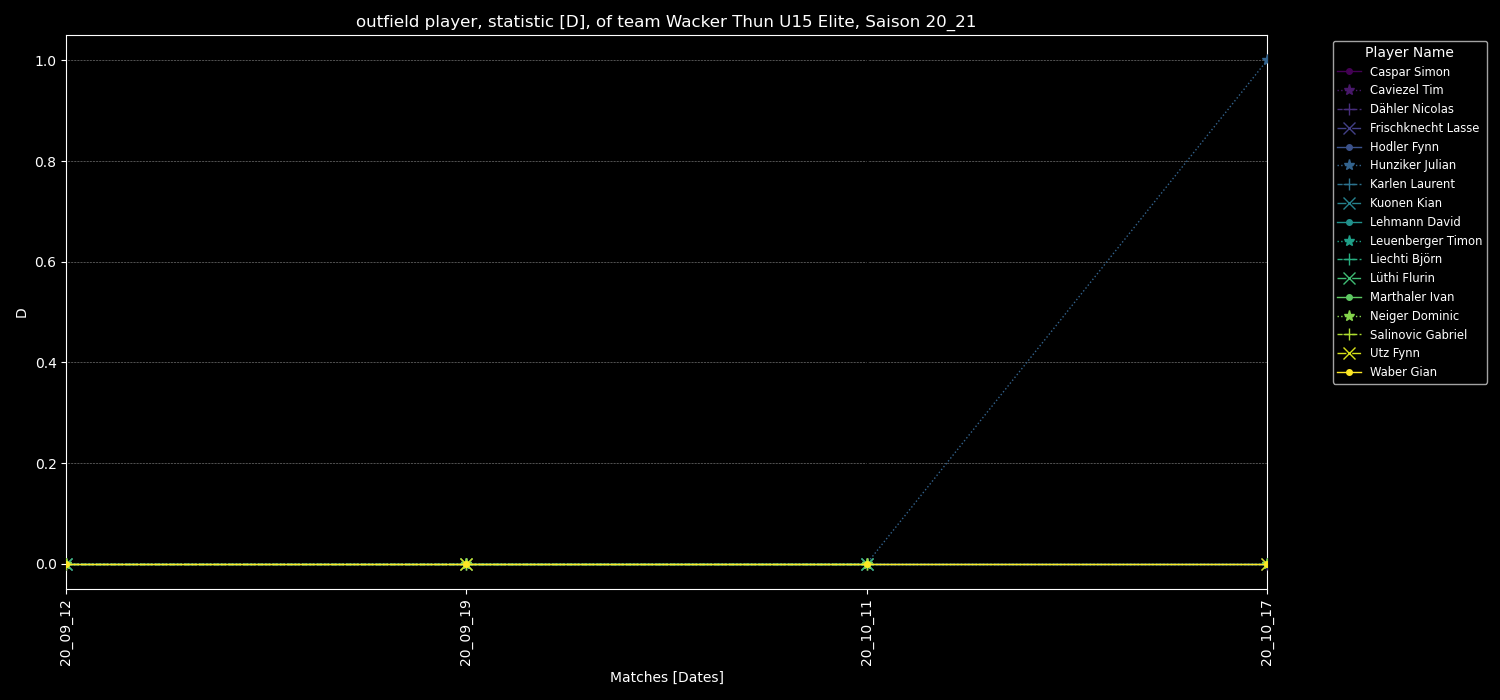 outfield player, statistic [D], of team Wacker Thun U15 Elite, Saison 20_21
1.0
0.8
0.6
0.4
0.2
0.0
D
20_09_12
20_09_19
20_10_11
20_10_17
Matches [Dates]
Player Name
Caspar Simon
Caviezel Tim
Dähler Nicolas
Frischknecht Lasse
Hodler Fynn
Hunziker Julian
Karlen Laurent
Kuonen Kian
Lehmann David
Leuenberger Timon
Liechti Björn
Lüthi Flurin
Marthaler Ivan
Neiger Dominic
Salinovic Gabriel
Utz Fynn
Waber Gian